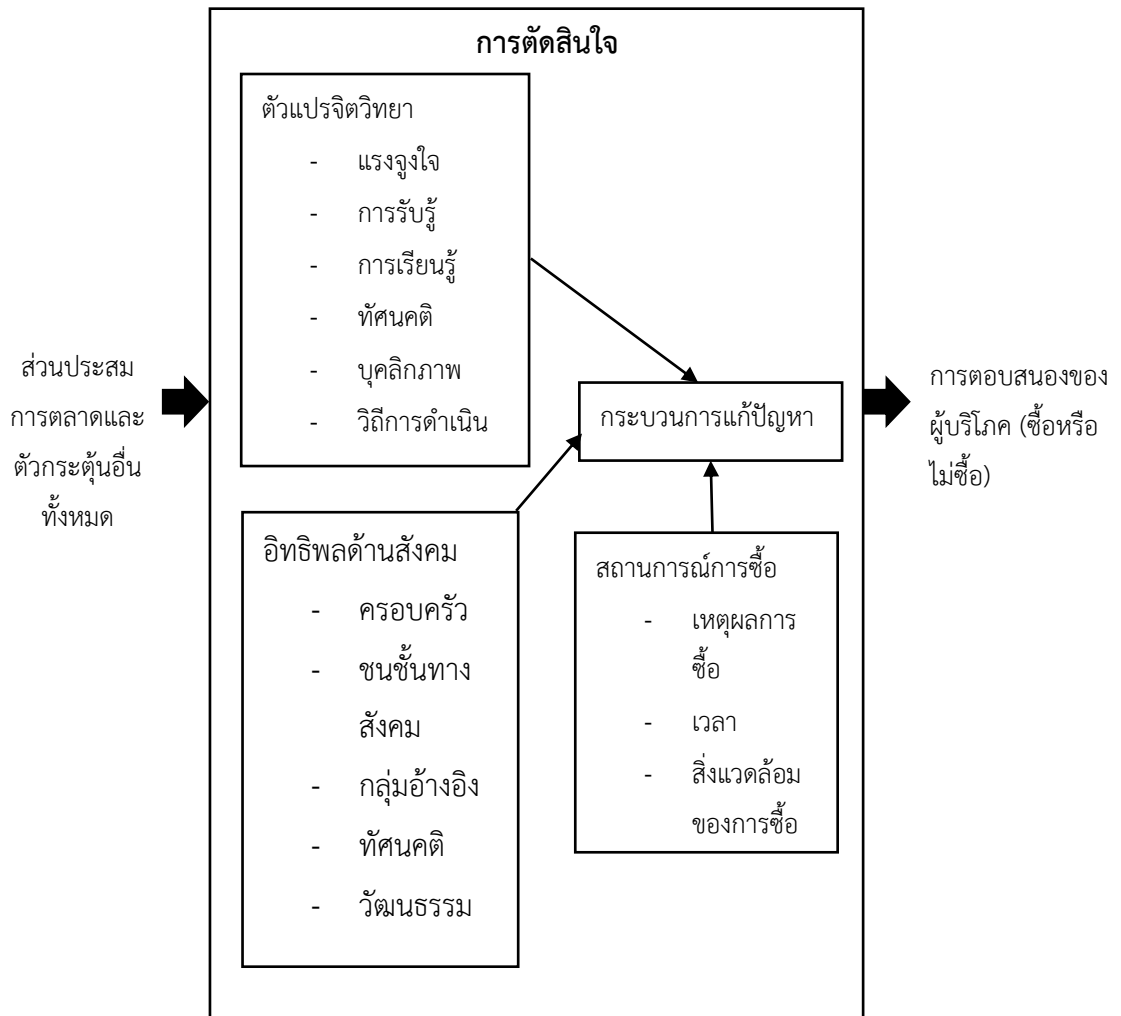 การตัดสินใจ
ส่วนประสม
การตลาดและ
ตัวกระตุ้นอื่น
ทั้งหมด
ตัวแปรจิตวิทยา
- แรงจูงใจ
- การรับรู้
- การเรียนรู้
- ทัศนคติ
- บุคลิกภาพ
- วิถีการดำเนิน
อิทธิพลด้านสังคม
- ครอบครัว
- ชนชั้นทาง
สังคม
- กลุ่มอ้างอิง
- ทัศนคติ
- วัฒนธรรม
กระบวนการแก้ปัญหา
สถานการณ์การซื้อ
- เหตุผลการ
ซื้อ
- เวลา
- สิ่งแวดล้อม
ของการซื้อ
การตอบสนองของ
ผู้บริโภค (ซื้อหรือ
ไม่ซื้อ)